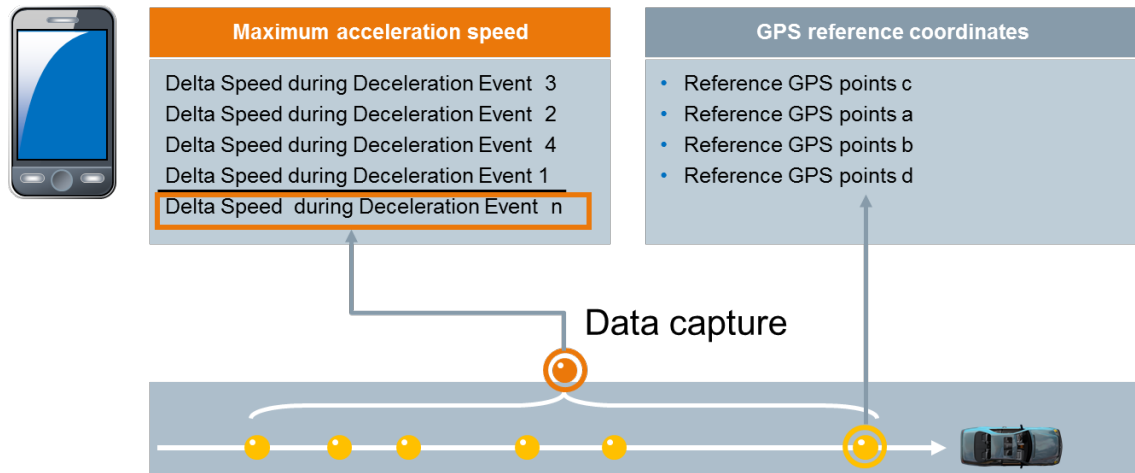 Maximum acceleration speed
Delta Speed during Deceleration Event 3
Delta Speed during Deceleration Event 2
Delta Speed during Deceleration Event 4
Delta Speed during Deceleration Event 1
Delta Speed during Deceleration Event n
GPS reference coordinates
• Reference GPS points c
• Reference GPS points a
• Reference GPS points b
• Reference GPS points d
Data capture